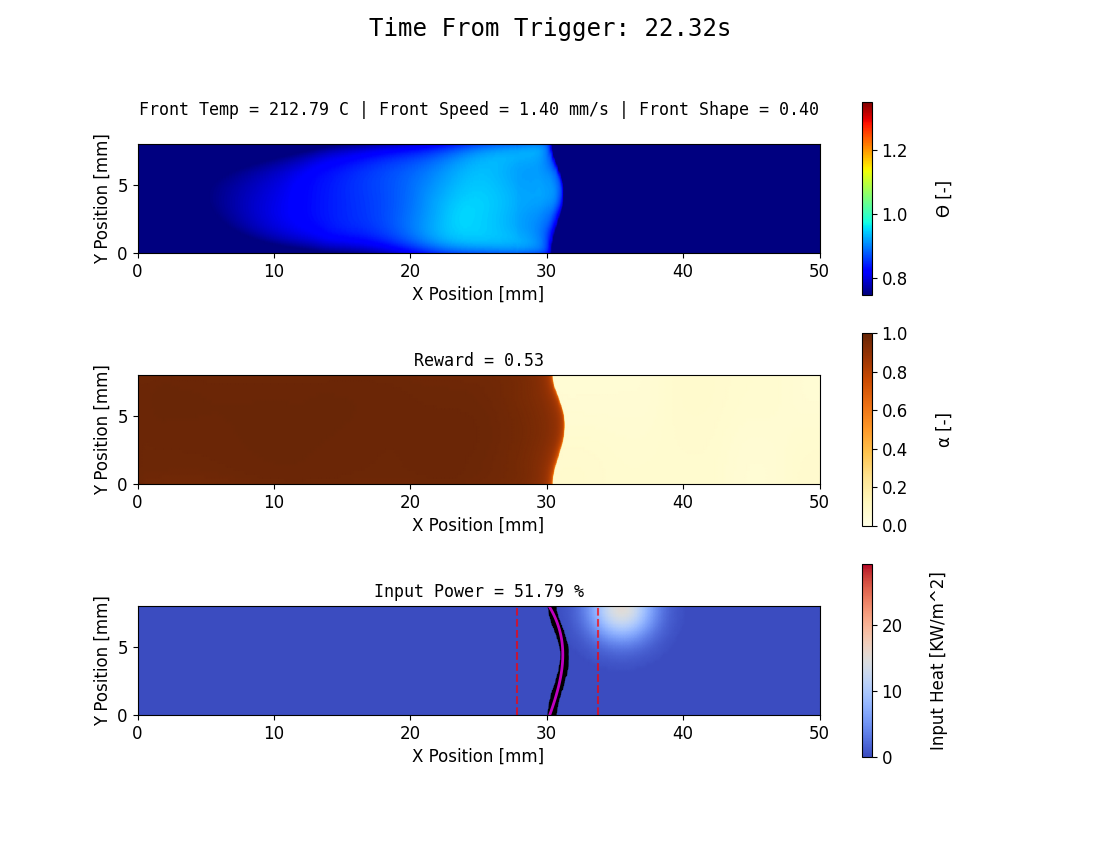 Time From Trigger: 22.32s
Front Temp = 212.79 C | Front Speed = 1.40 mm/s | Front Shape = 0.40
Y Position [mm]
5
0
0 10 20 30 40 50
X Position [mm]
1.2
1.0
0.8
Θ [-]
Reward = 0.53
Y Position [mm]
5
0
0 10 20 30 40 50
X Position [mm]
1.0
0.8
0.6
0.4
0.2
0.0
α [-]
Input Power = 51.79 %
Y Position [mm]
5
0
0 10 20 30 40 50
X Position [mm]
20
10
0
Input Heat [KW/m^2]